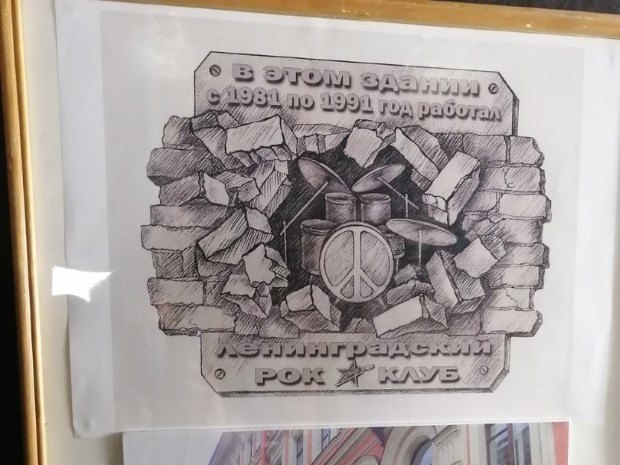 В ЭТОМ ЗДАНИИ
с 1981 по 1991 год работал
Ленинградский
РОК КЛУБ